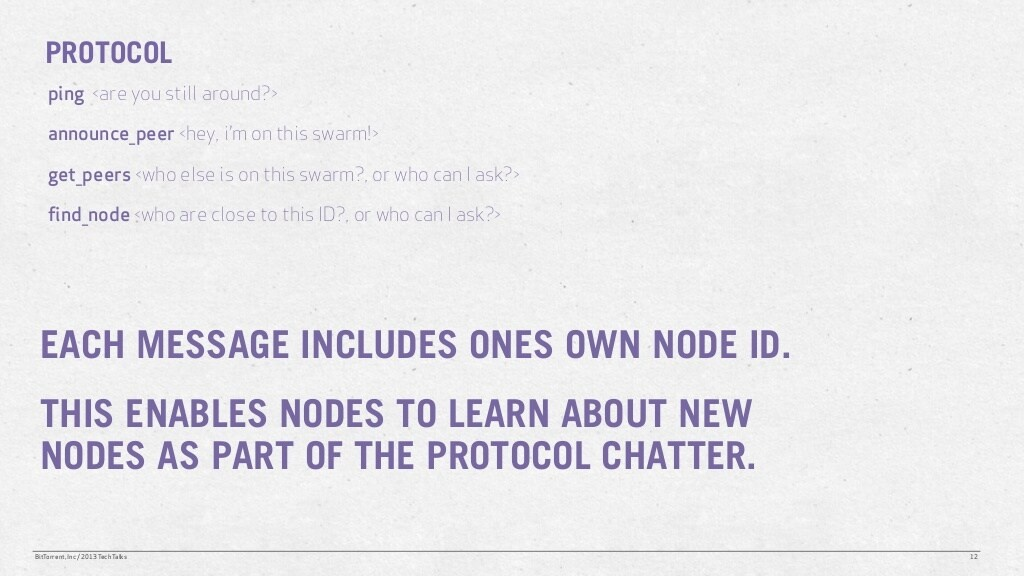 PROTOCOL
ping <are you still around?>
announce_peer <hey, i'm on this swarm!>
get_peers <who else is on this swarm?, or who can I ask?>
find_node <who are close to this ID?, or who can I ask?>
EACH MESSAGE INCLUDES ONES OWN NODE ID.
THIS ENABLES NODES TO LEARN ABOUT NEW
NODES AS PART OF THE PROTOCOL CHATTER.
BitTorrent, Inc / 2013 Tech Talks
12